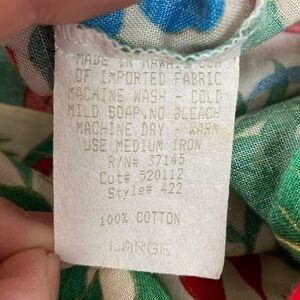 MADE IN HAWAII USA
OF IMPORTED FABRIC
MACHINE WASH - COLD
MILD SOAP.NO BLEACH
MACHINE DRY - WARM
USE MEDIUM IRON
R/N# 37145
Cut# 520112
Style# 422
100% COTTON
LARGE